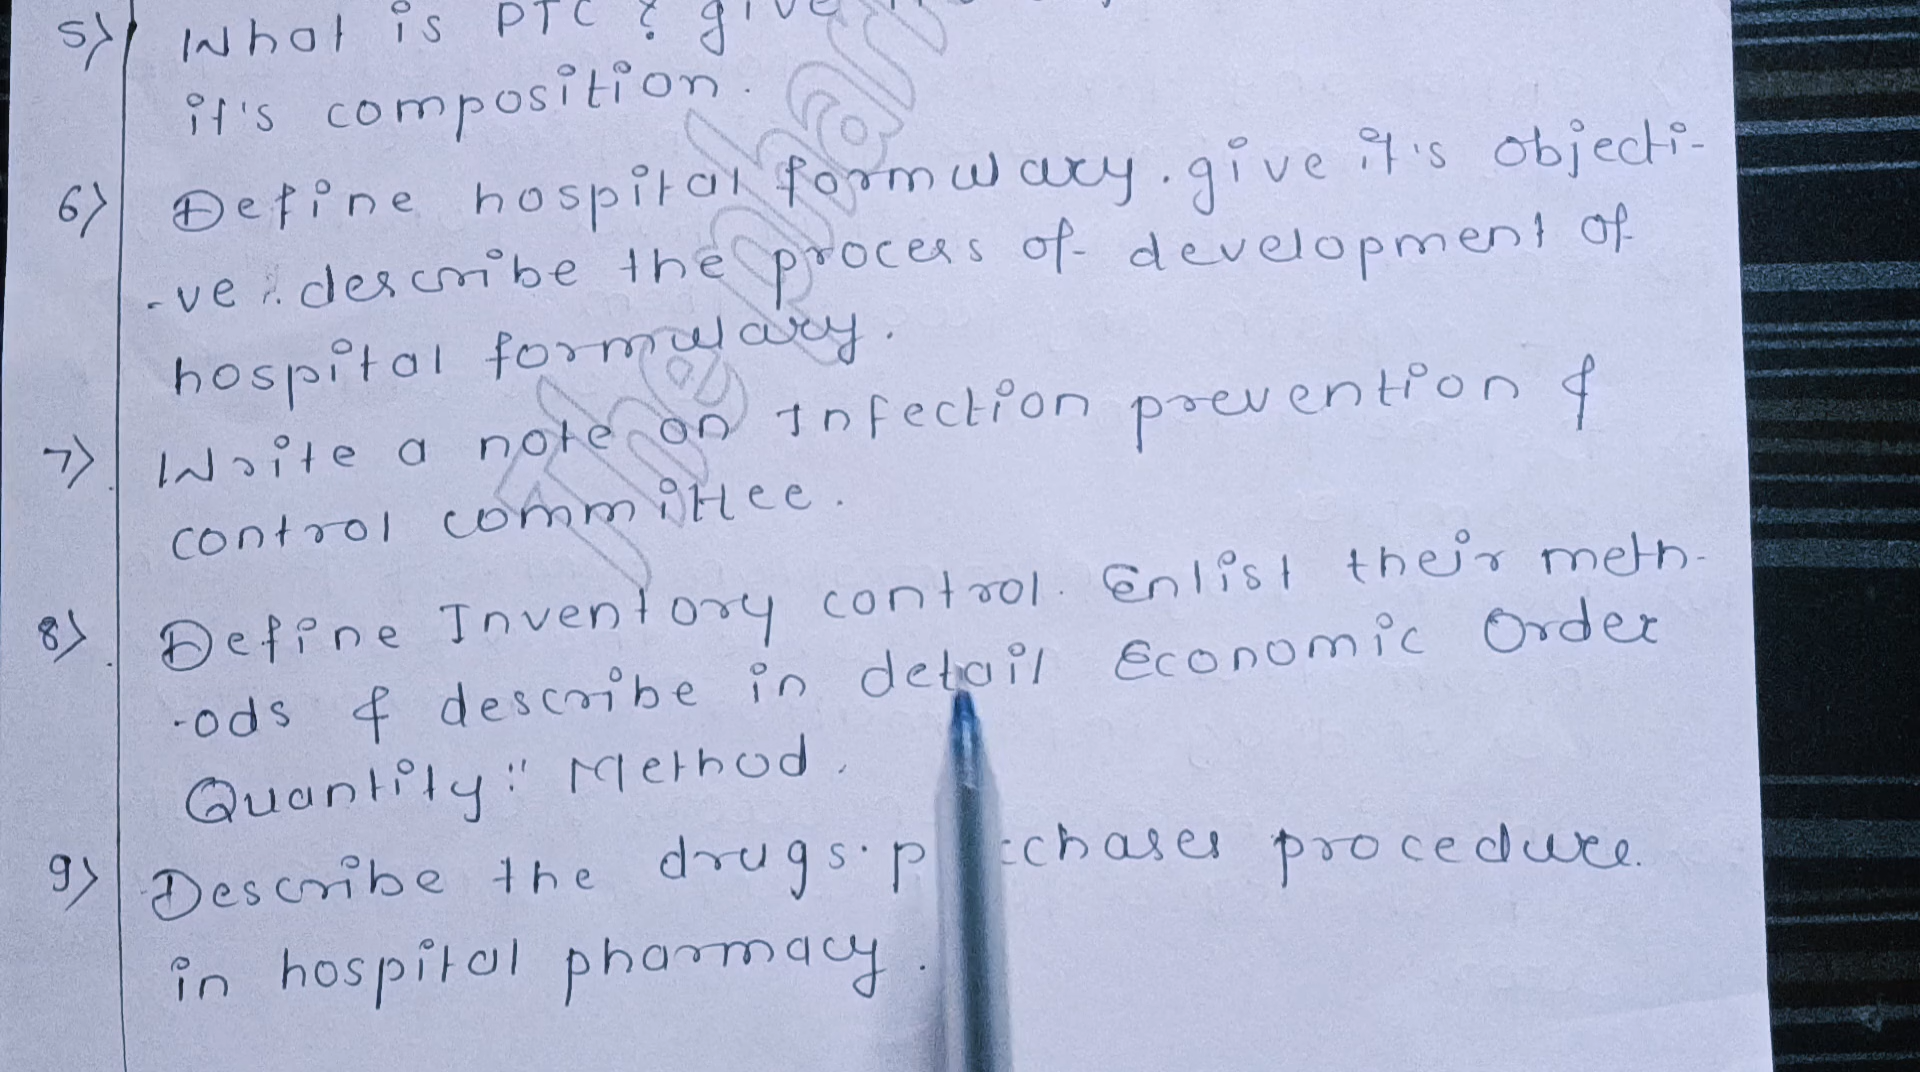 5) What is PTC ? give
it's composition.
6) Define hospital formulary. give it's objecti-
-ve. describe the process of development of
hospital formulary.
7) Write a note on Infection prevention &
control committee.
8) Define Inventory control. Enlist their meth-
-ods & describe in detail Economic Order
Quantity" Method.
9) Describe the drugs purchases procedure.
in hospital pharmacy.